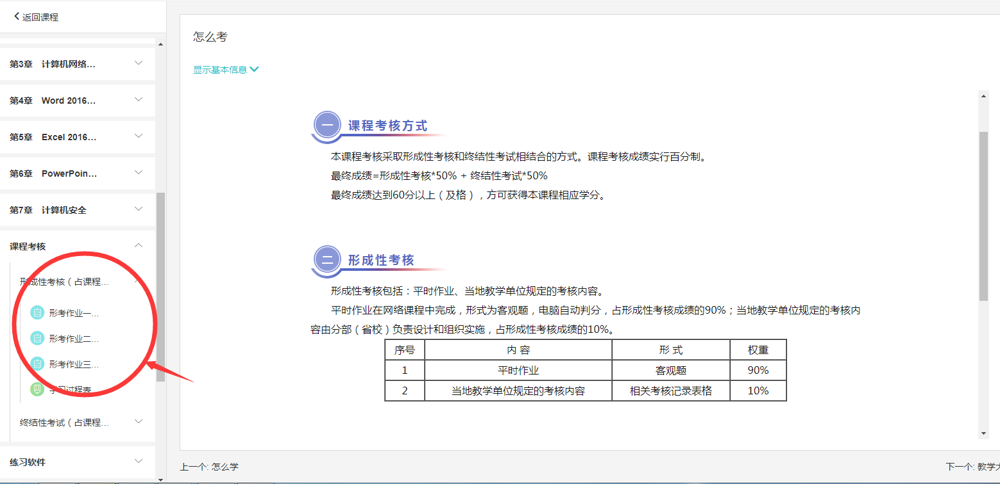 返回课程
第3章 计算机网络...
第4章 Word 2016...
第5章 Excel 2016...
第6章 PowerPoin...
第7章 计算机安全
课程考核
形成性考核（占课程...
形考作业一...
形考作业二...
形考作业三...
学习过程表
终结性考试（占课程...
练习软件
怎么考
显示基本信息
一 课程考核方式
本课程考核采取形成性考核和终结性考试相结合的方式。课程考核成绩实行百分制。
最终成绩=形成性考核*50% + 终结性考试*50%
最终成绩达到60分以上（及格），方可获得本课程相应学分。
二 形成性考核
形成性考核包括：平时作业、当地教学单位规定的考核内容。
平时作业在网络课程中完成，形式为客观题，电脑自动判分，占形成性考核成绩的90%；当地教学单位规定的考核内
容由分部（省校）负责设计和组织实施，占形成性考核成绩的10%。
序号 内 容 形 式 权重
1 平时作业 客观题 90%
2 当地教学单位规定的考核内容 相关考核记录表格 10%
上一个: 怎么学
下一个: 教学大